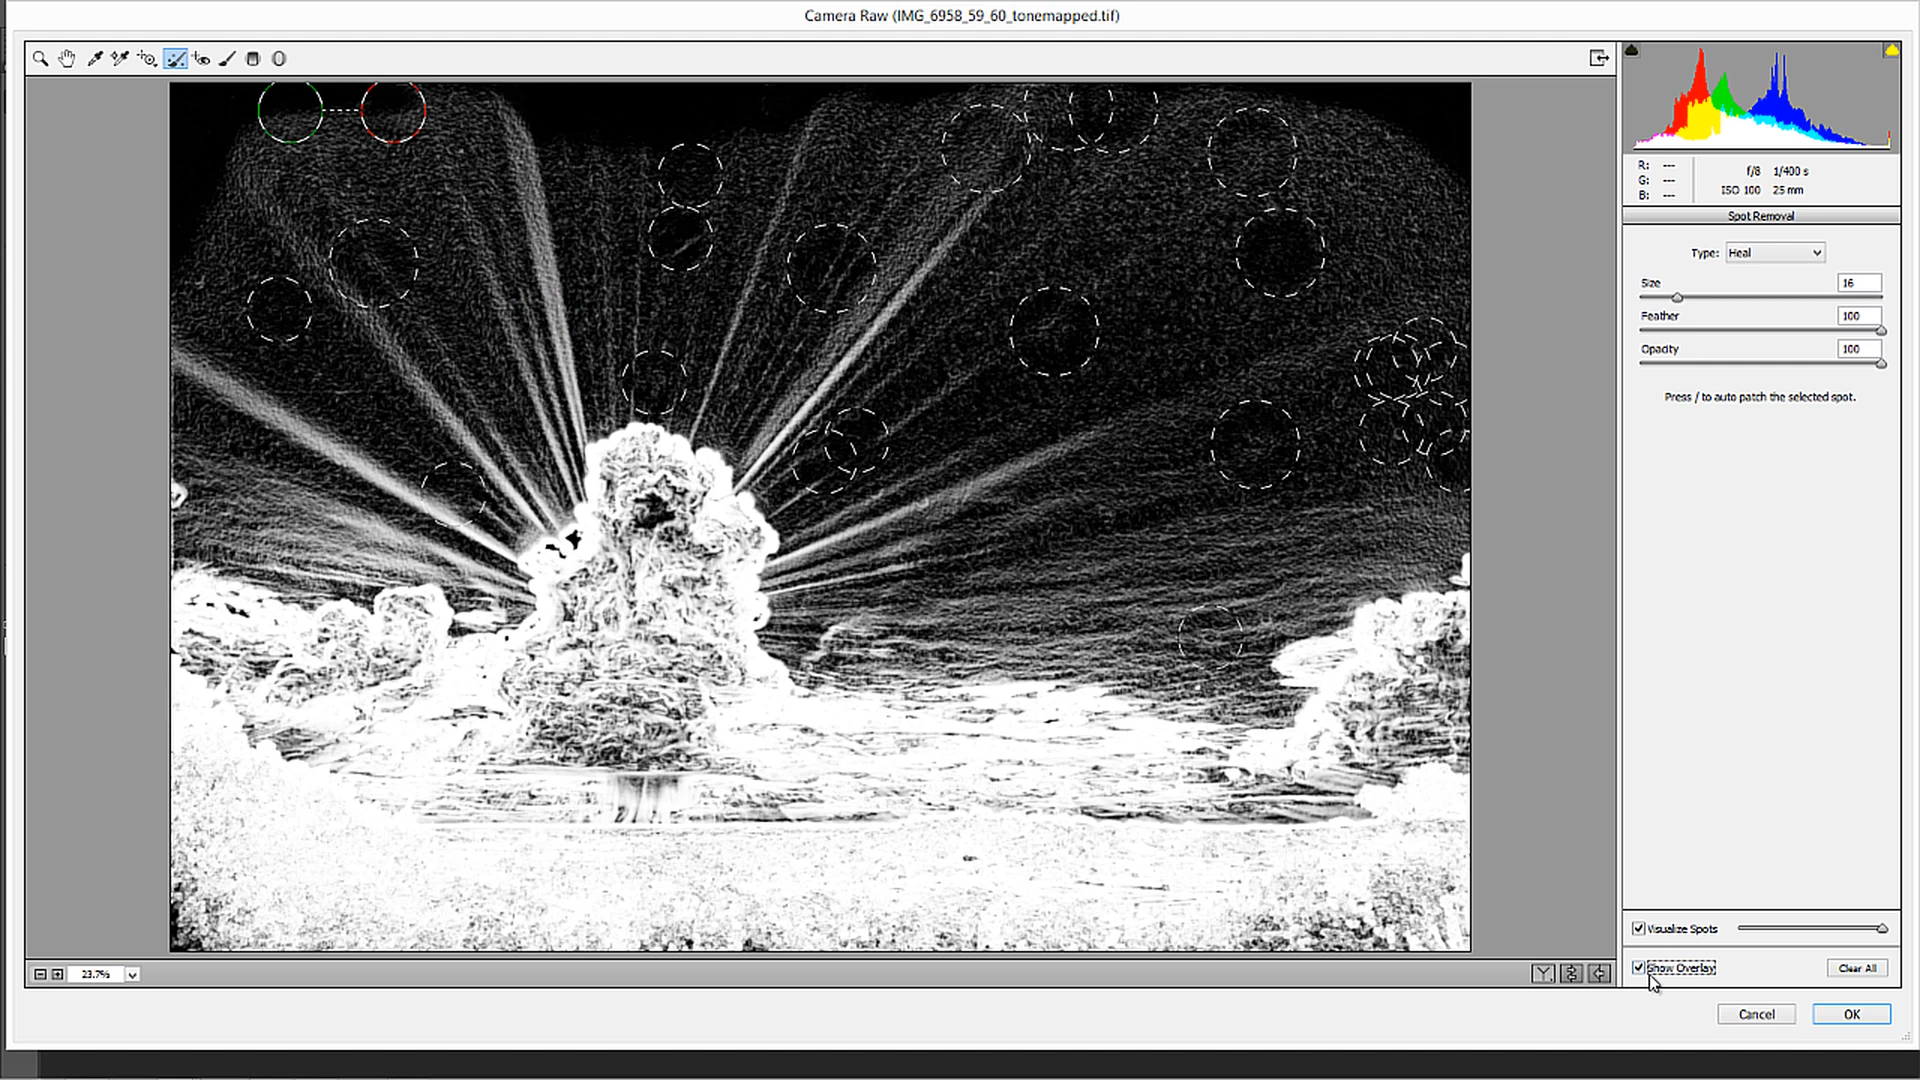 Camera Raw (IMG_6958_59_60_tonemapped.tif)
R: ---
G: ---
B: ---
f/8 1/400 s
ISO 100 25 mm
Spot Removal
Type: Heal
Size 16
Feather 100
Opacity 100
Press / to auto patch the selected spot.
Visualize Spots
23.7%
Y
Show Overlay
Clear All
Cancel
OK